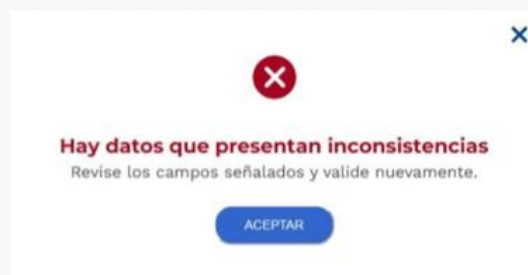 Hay datos que presentan inconsistencias
Revise los campos señalados y valide nuevamente.
ACEPTAR